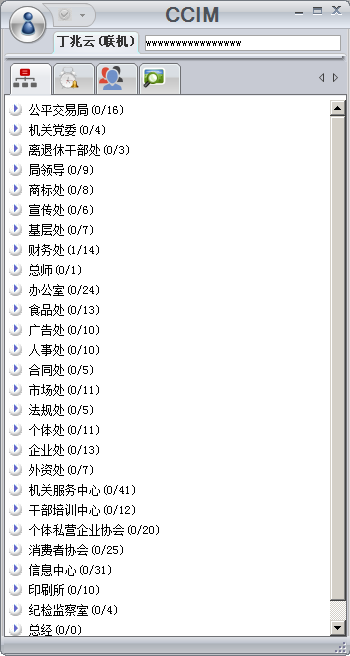 CCIM
丁兆云(联机)
wwwwwwwwwwwwwwww
公平交易局(0/16)
机关党委(0/4)
离退休干部处(0/3)
局领导(0/9)
商标处(0/8)
宣传处(0/6)
基层处(0/7)
财务处(1/14)
总师(0/1)
办公室(0/24)
食品处(0/13)
广告处(0/10)
人事处(0/10)
合同处(0/5)
市场处(0/11)
法规处(0/5)
个体处(0/11)
企业处(0/13)
外资处(0/7)
机关服务中心(0/41)
干部培训中心(0/12)
个体私营企业协会(0/20)
消费者协会(0/25)
信息中心(0/31)
印刷所(0/10)
纪检监察室(0/4)
总经(0/0)